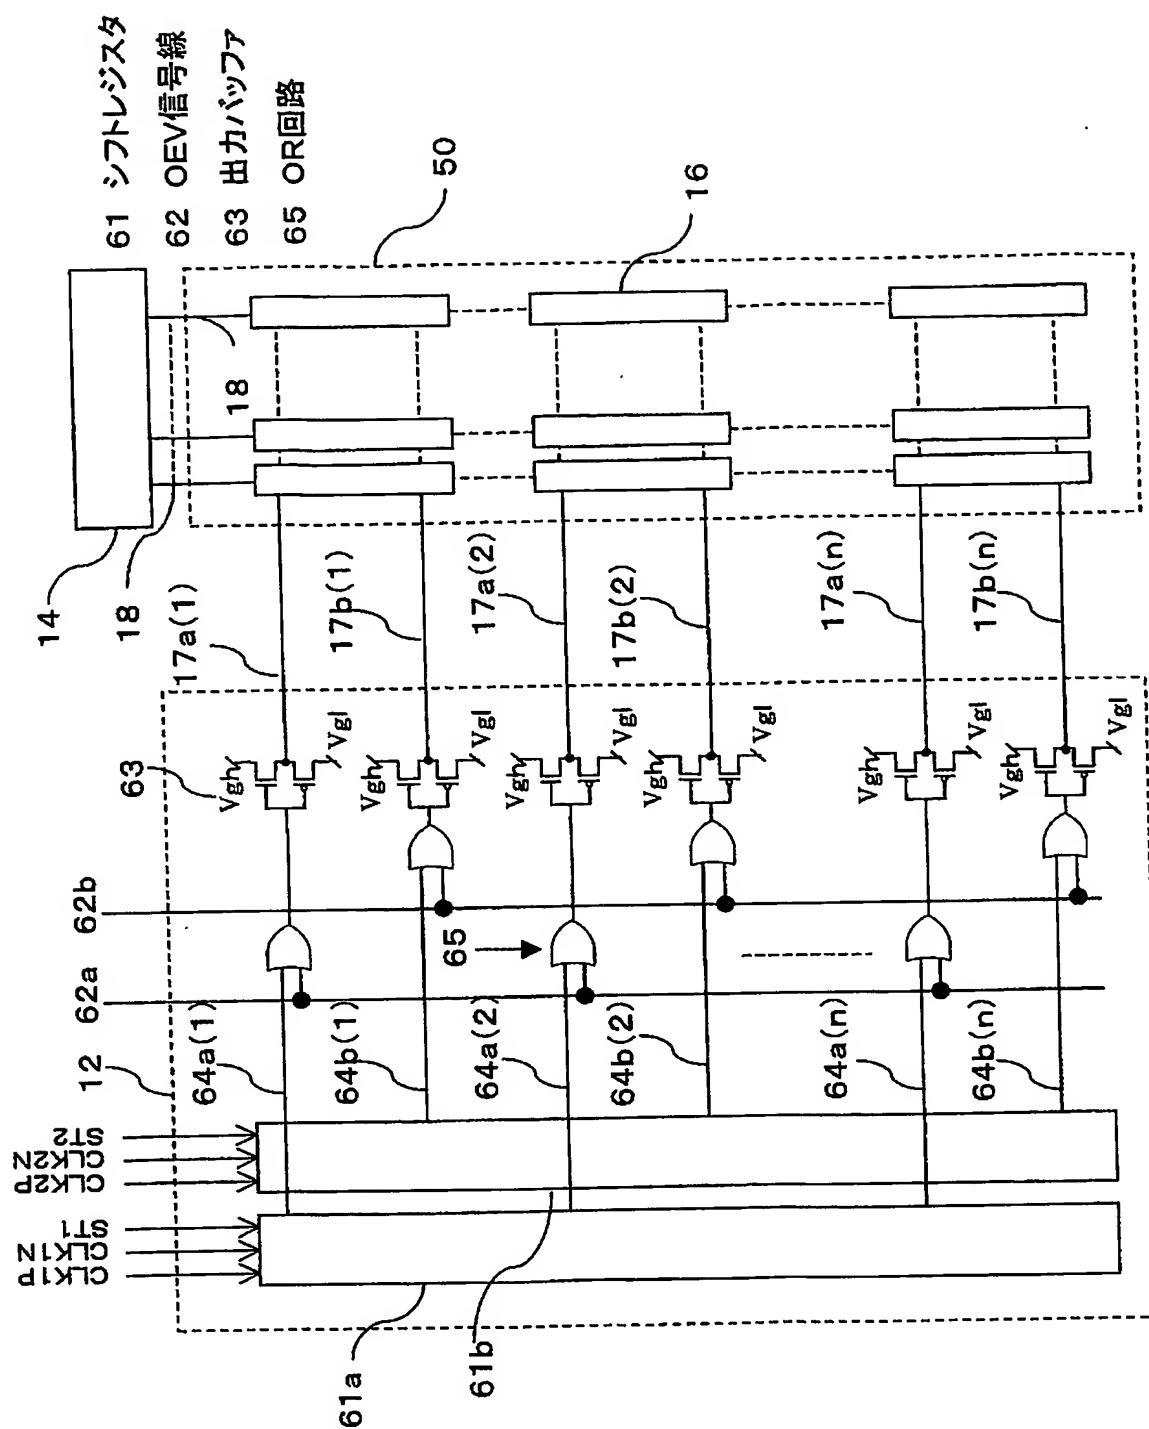 61 シフトレジスタ
62 OEV信号線
63 出力バッファ
65 OR回路
14
18
18
50
16
17a(1)
17b(1)
17a(2)
17b(2)
17a(n)
17b(n)
63
Vgh
Vgl
Vgh
Vgl
Vgh
Vgl
Vgh
Vgl
Vgh
Vgl
Vgh
Vgl
62b
62a
65
12
64a(1)
64b(1)
64a(2)
64b(2)
64a(n)
64b(n)
ST2
CLK2N
CLK2P
ST1
CLK1N
CLK1P
61a
61b